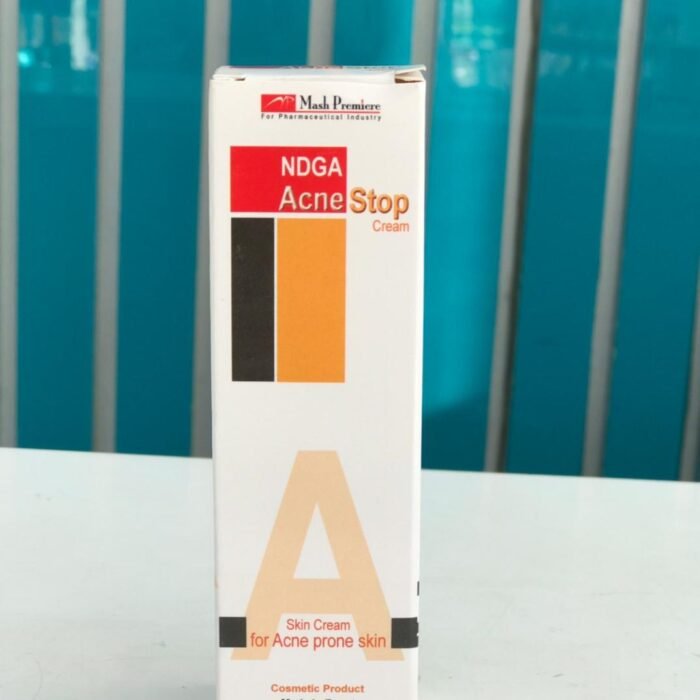 Mash Premiere
For Pharmaceutical Industry
NDGA
Acne Stop
Cream
A
Skin Cream
for Acne prone skin
Cosmetic Product